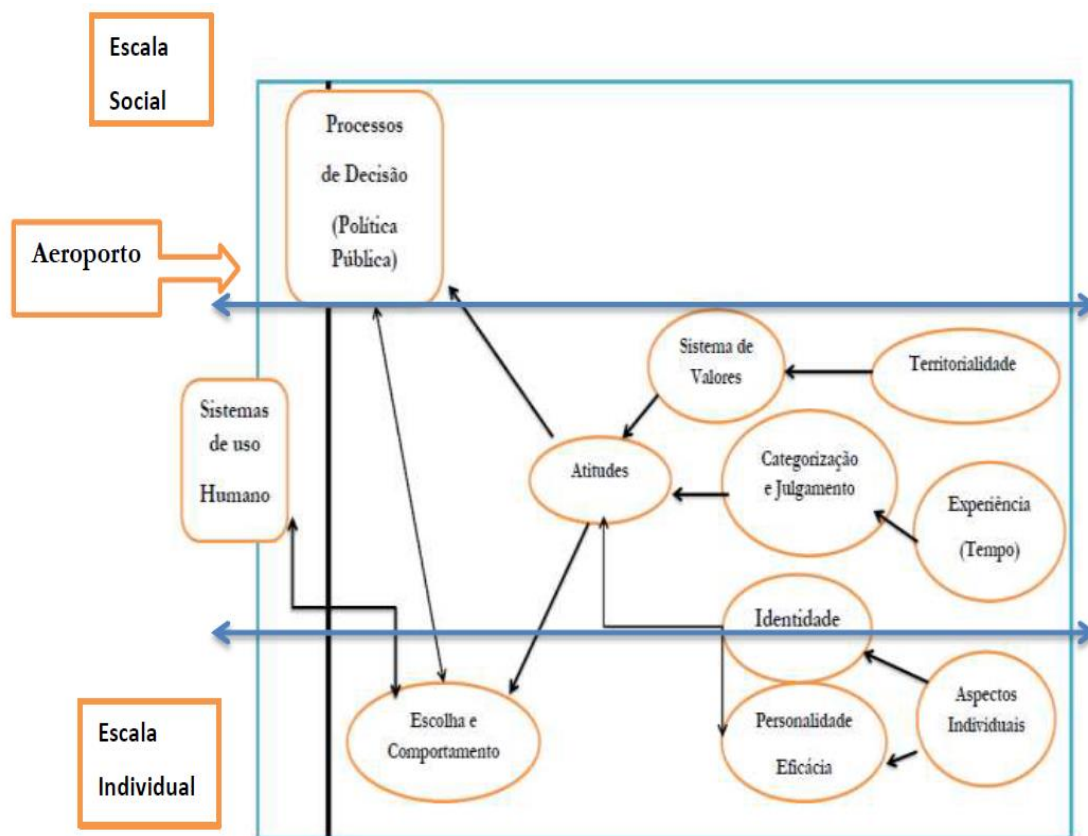 Escala
Social
Processos
de Decisão
(Política
Pública)
Aeroporto
Sistema de
Valores
Territorialidade
Sistemas
de uso
Humano
Atitudes
Categorização
e Julgamento
Experiência
(Tempo)
Identidade
Escolha e
Comportamento
Personalidade
Eficácia
Aspectos
Individuais
Escala
Individual